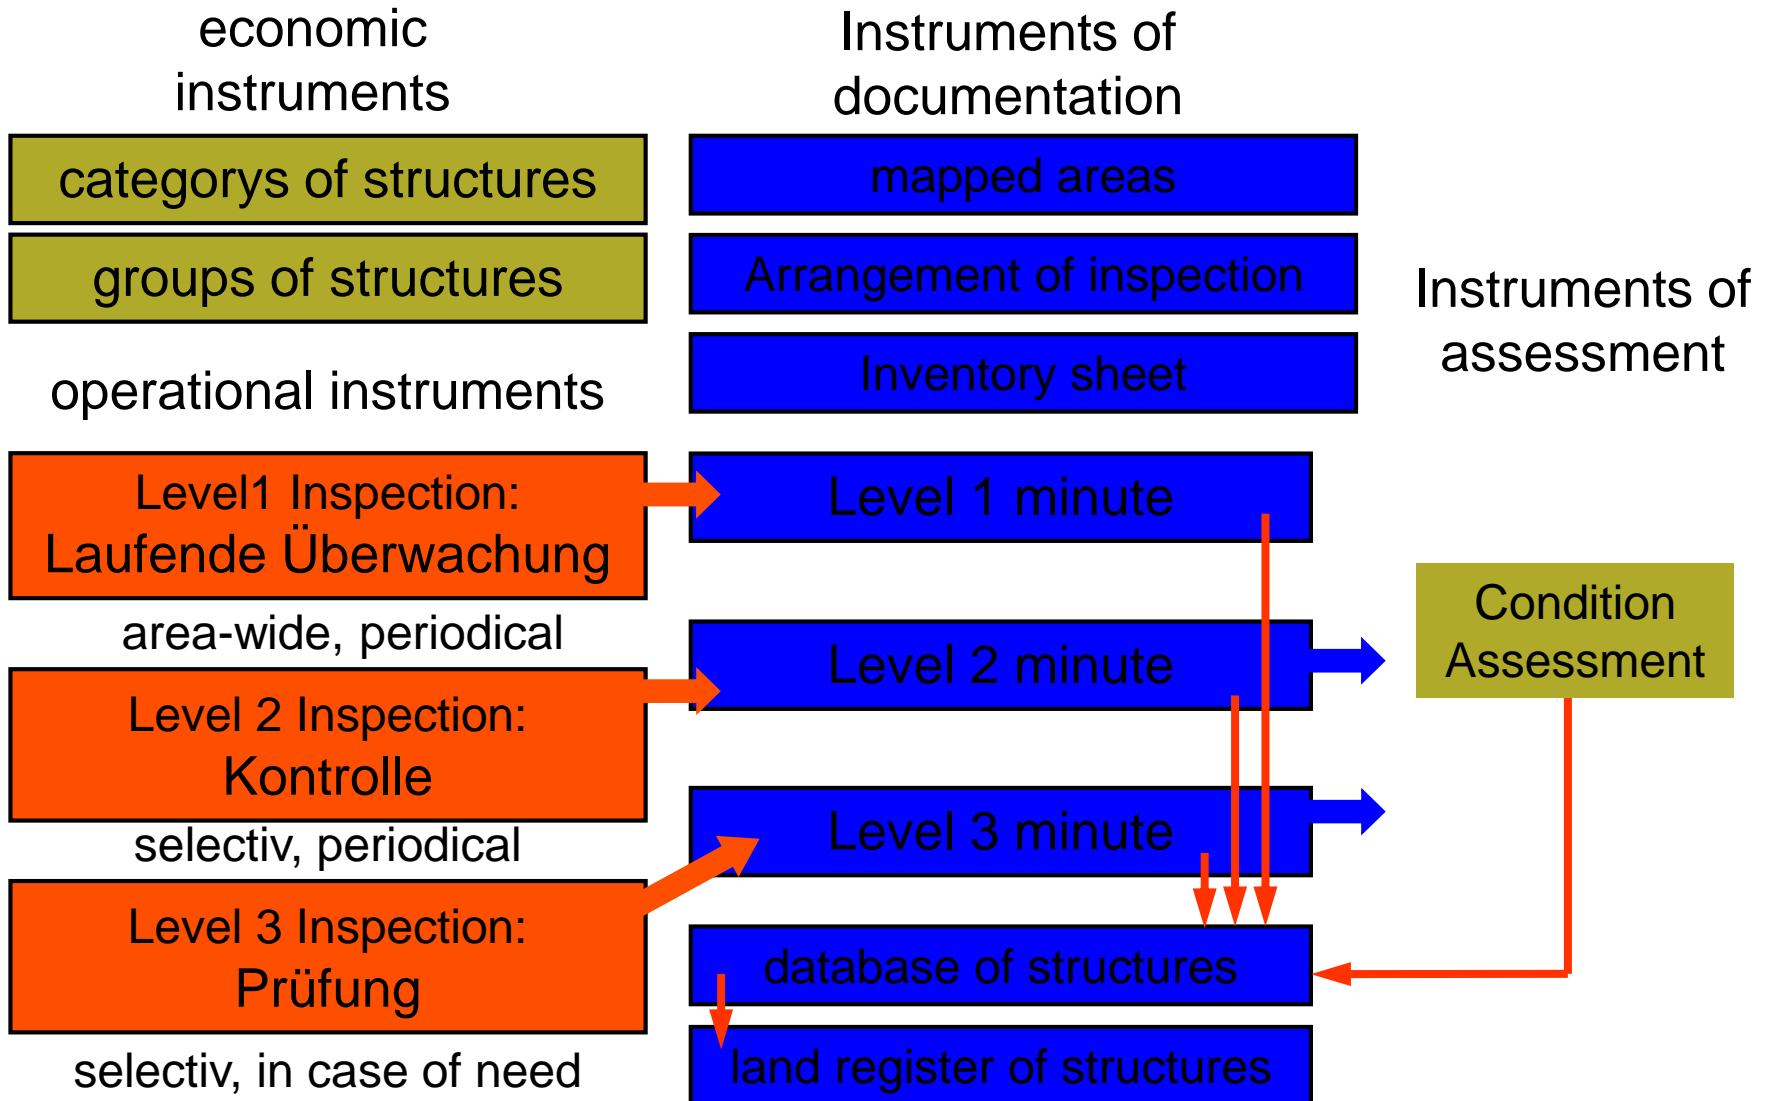 economic
instruments
categorys of structures
groups of structures
operational instruments
Level1 Inspection:
Laufende Überwachung
area-wide, periodical
Level 2 Inspection:
Kontrolle
selectiv, periodical
Level 3 Inspection:
Prüfung
selectiv, in case of need
Instruments of
documentation
mapped areas
Arrangement of inspection
Inventory sheet
Level 1 minute
Level 2 minute
Level 3 minute
database of structures
land register of structures
Instruments of
assessment
Condition
Assessment